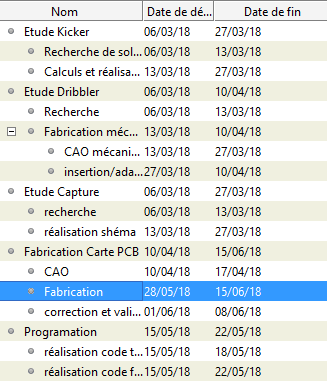 Nom Date de dé... Date de fin
Etude Kicker 06/03/18 27/03/18
Recherche de sol... 06/03/18 13/03/18
Calculs et réalisa... 13/03/18 27/03/18
Etude Dribbler 06/03/18 10/04/18
Recherche 06/03/18 13/03/18
Fabrication méc... 13/03/18 10/04/18
CAO mécani... 13/03/18 27/03/18
insertion/ada... 27/03/18 10/04/18
Etude Capture 06/03/18 27/03/18
recherche 06/03/18 13/03/18
réalisation shéma 13/03/18 27/03/18
Fabrication Carte PCB 10/04/18 15/06/18
CAO 10/04/18 17/04/18
Fabrication 28/05/18 15/06/18
correction et vali... 01/06/18 08/06/18
Programation 15/05/18 22/05/18
réalisation code t... 15/05/18 18/05/18
réalisation code f... 15/05/18 22/05/18